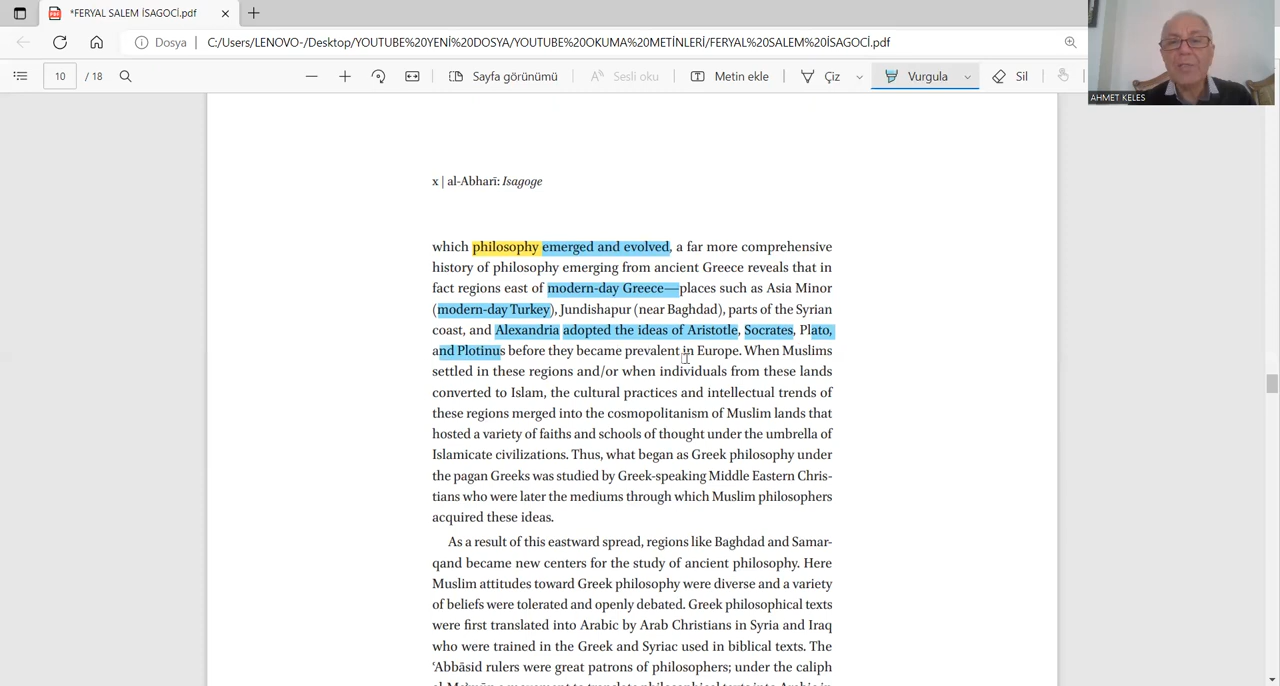 *FERYAL SALEM İSAGOCİ.pdf
Dosya C:/Users/LENOVO-/Desktop/YOUTUBE%20YENİ%20DOSYA/YOUTUBE%20OKUMA%20METİNLERİ/FERYAL%20SALEM%20İSAGOCİ.pdf
10 / 18 Sayfa görünümü Sesli oku Metin ekle Çiz Vurgula Sil
AHMET KELES
x | al-Abharī: Isagoge
which philosophy emerged and evolved, a far more comprehensive
history of philosophy emerging from ancient Greece reveals that in
fact regions east of modern-day Greece—places such as Asia Minor
(modern-day Turkey), Jundishapur (near Baghdad), parts of the Syrian
coast, and Alexandria adopted the ideas of Aristotle, Socrates, Plato,
and Plotinus before they became prevalent in Europe. When Muslims
settled in these regions and/or when individuals from these lands
converted to Islam, the cultural practices and intellectual trends of
these regions merged into the cosmopolitanism of Muslim lands that
hosted a variety of faiths and schools of thought under the umbrella of
Islamicate civilizations. Thus, what began as Greek philosophy under
the pagan Greeks was studied by Greek-speaking Middle Eastern Chris-
tians who were later the mediums through which Muslim philosophers
acquired these ideas.
As a result of this eastward spread, regions like Baghdad and Samar-
qand became new centers for the study of ancient philosophy. Here
Muslim attitudes toward Greek philosophy were diverse and a variety
of beliefs were tolerated and openly debated. Greek philosophical texts
were first translated into Arabic by Arab Christians in Syria and Iraq
who were trained in the Greek and Syriac used in biblical texts. The
ʿAbbāsid rulers were great patrons of philosophers; under the caliph
al-Maʾmūn a movement to translate philosophical texts into Arabic in